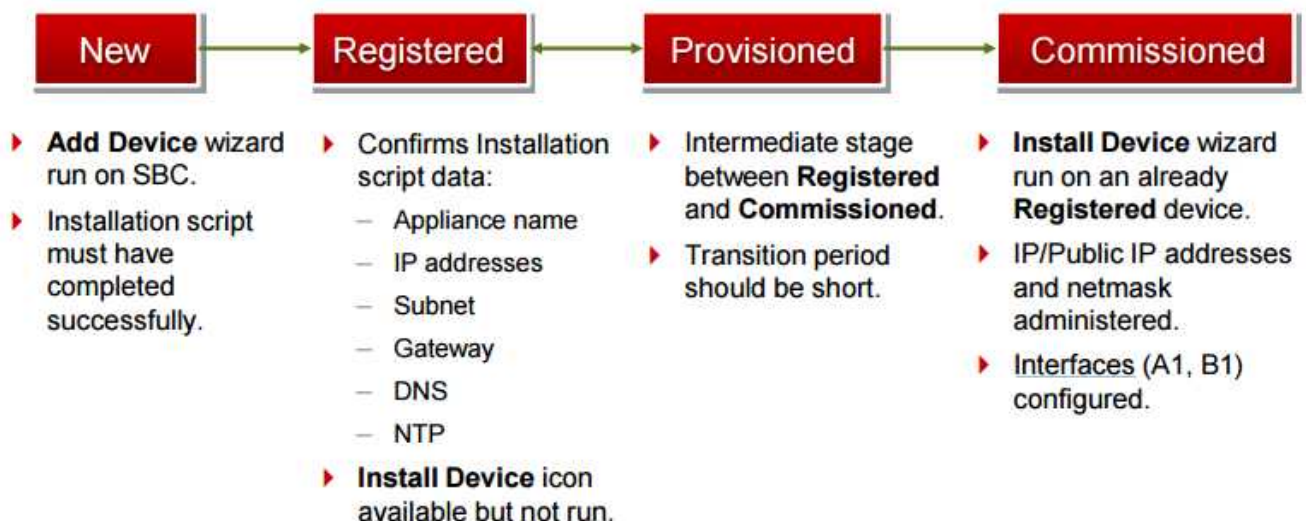 New
Registered
Provisioned
Commissioned
Add Device wizard
run on SBC.
Installation script
must have
completed
successfully.
Confirms Installation
script data:
– Appliance name
– IP addresses
– Subnet
– Gateway
– DNS
– NTP
Install Device icon
available but not run.
Intermediate stage
between Registered
and Commissioned.
Transition period
should be short.
Install Device wizard
run on an already
Registered device.
IP/Public IP addresses
and netmask
administered.
Interfaces (A1, B1)
configured.